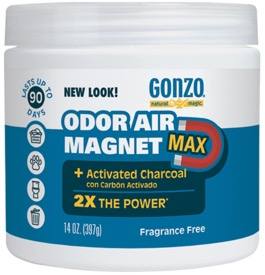 LASTS UP TO
90
DAYS
NEW LOOK!
GONZO®
natural magic®
ODOR AIR
MAGNET MAX
+ Activated Charcoal
con Carbón Activado
2X THE POWER*
14 OZ. (397g)
Fragrance Free